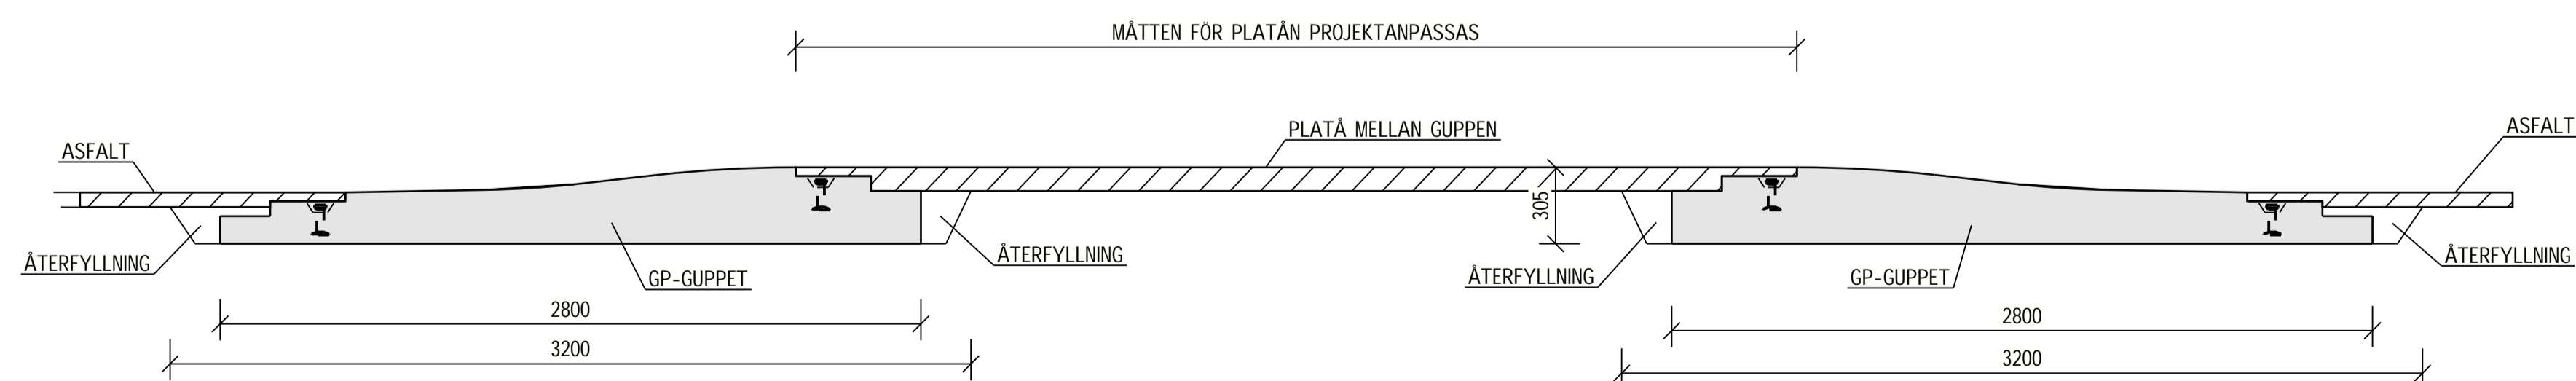 MÅTTEN FÖR PLATÅN PROJEKTANPASSAS
PLATÅ MELLAN GUPPEN
ASFALT
ASFALT
305
ÅTERFYLLNING
ÅTERFYLLNING
ÅTERFYLLNING
ÅTERFYLLNING
GP-GUPPET
GP-GUPPET
2800
2800
3200
3200